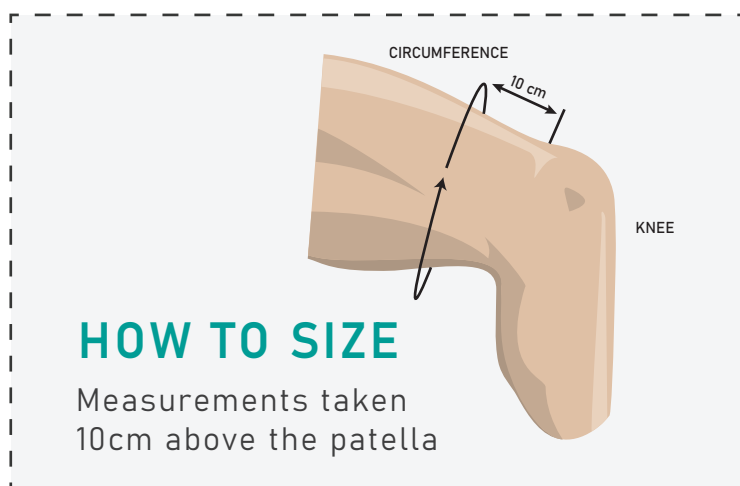 CIRCUMFERENCE
10 cm
KNEE
HOW TO SIZE
Measurements taken
10cm above the patella